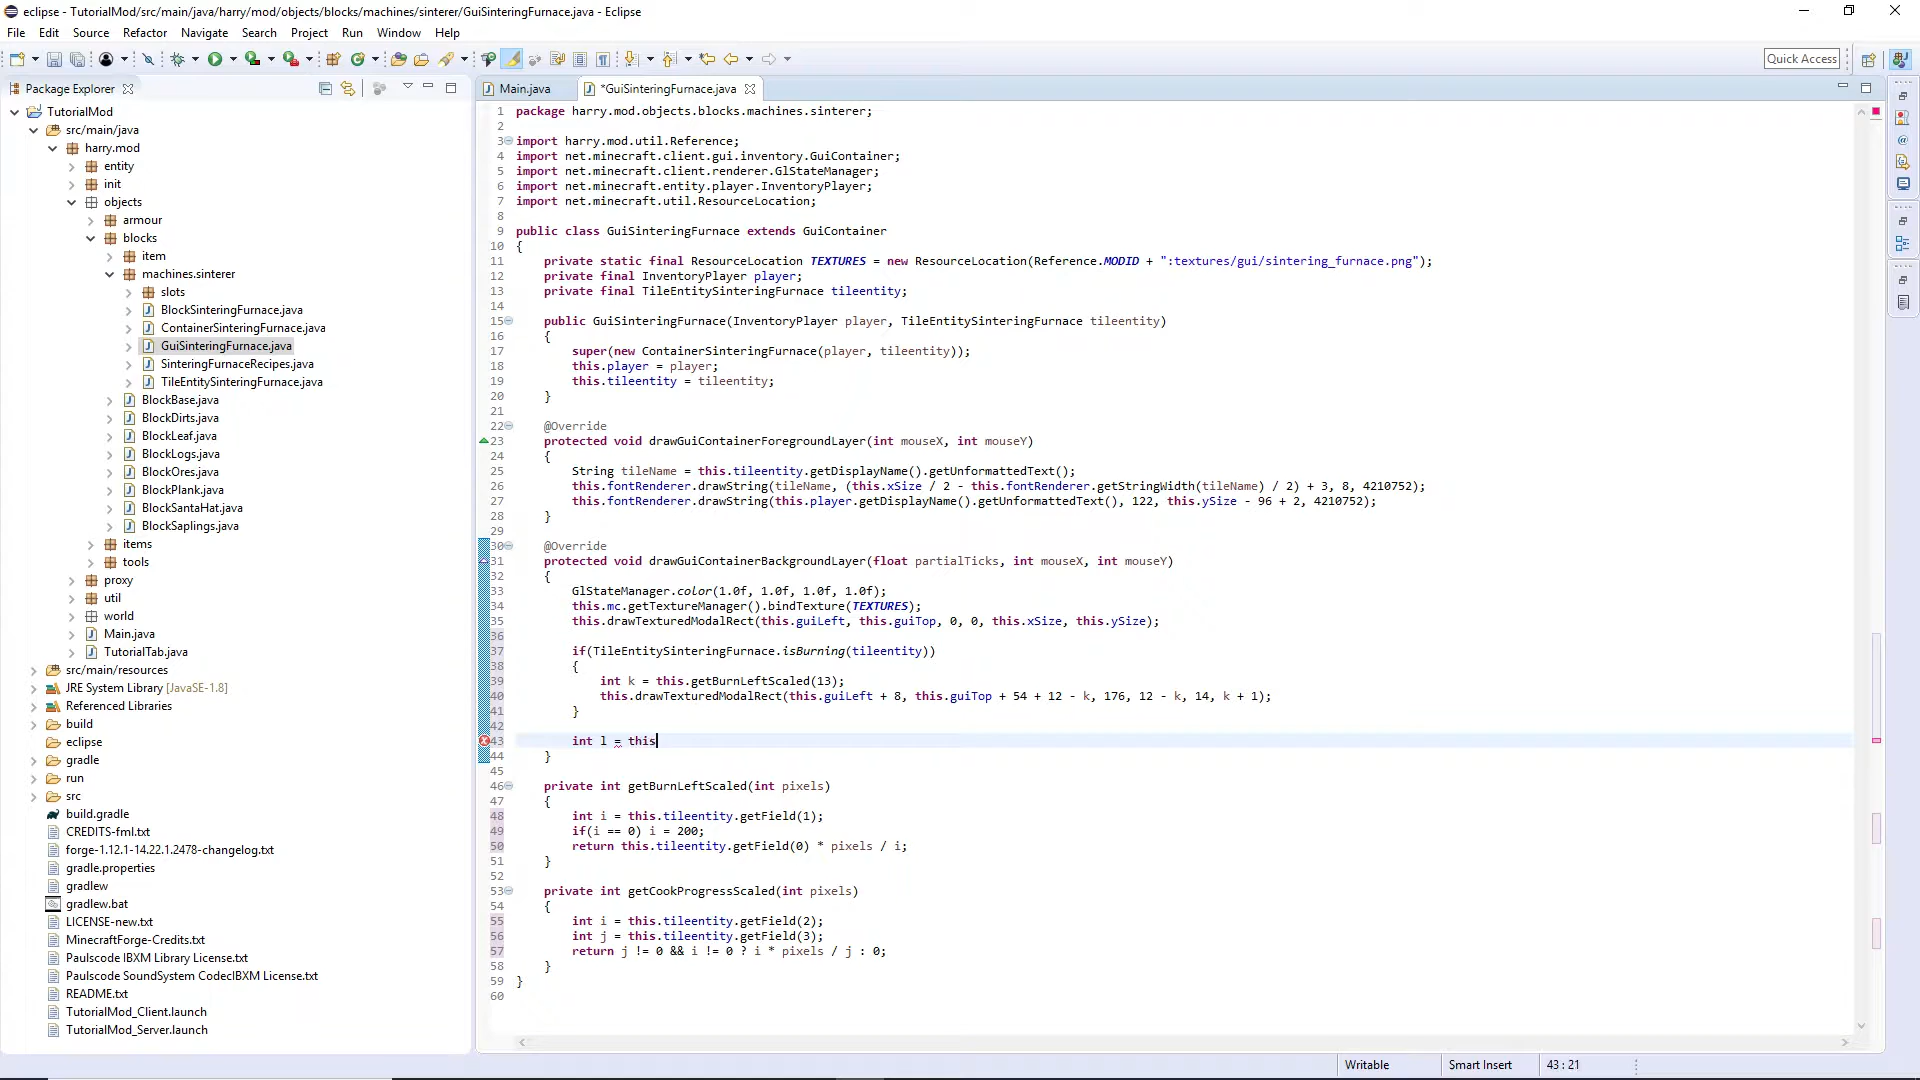 eclipse - TutorialMod/src/main/java/harry/mod/objects/blocks/machines/sinterer/GuiSinteringFurnace.java - Eclipse
File Edit Source Refactor Navigate Search Project Run Window Help
Quick Access
Package Explorer
TutorialMod
src/main/java
harry.mod
entity
init
objects
armour
blocks
item
machines.sinterer
slots
BlockSinteringFurnace.java
ContainerSinteringFurnace.java
GuiSinteringFurnace.java
SinteringFurnaceRecipes.java
TileEntitySinteringFurnace.java
BlockBase.java
BlockDirts.java
BlockLeaf.java
BlockLogs.java
BlockOres.java
BlockPlank.java
BlockSantaHat.java
BlockSaplings.java
items
tools
proxy
util
world
Main.java
TutorialTab.java
src/main/resources
JRE System Library [JavaSE-1.8]
Referenced Libraries
build
eclipse
gradle
run
src
build.gradle
CREDITS-fml.txt
forge-1.12.1-14.22.1.2478-changelog.txt
gradle.properties
gradlew
gradlew.bat
LICENSE-new.txt
MinecraftForge-Credits.txt
Paulscode IBXM Library License.txt
Paulscode SoundSystem CodecIBXM License.txt
README.txt
TutorialMod_Client.launch
TutorialMod_Server.launch
Main.java *GuiSinteringFurnace.java
1 package harry.mod.objects.blocks.machines.sinterer;
2
3 import harry.mod.util.Reference;
4 import net.minecraft.client.gui.inventory.GuiContainer;
5 import net.minecraft.client.renderer.GlStateManager;
6 import net.minecraft.entity.player.InventoryPlayer;
7 import net.minecraft.util.ResourceLocation;
8
9 public class GuiSinteringFurnace extends GuiContainer
10 {
11 private static final ResourceLocation TEXTURES = new ResourceLocation(Reference.MODID + ":textures/gui/sintering_furnace.png");
12 private final InventoryPlayer player;
13 private final TileEntitySinteringFurnace tileentity;
14
15 public GuiSinteringFurnace(InventoryPlayer player, TileEntitySinteringFurnace tileentity)
16 {
17 super(new ContainerSinteringFurnace(player, tileentity));
18 this.player = player;
19 this.tileentity = tileentity;
20 }
21
22 @Override
23 protected void drawGuiContainerForegroundLayer(int mouseX, int mouseY)
24 {
25 String tileName = this.tileentity.getDisplayName().getUnformattedText();
26 this.fontRenderer.drawString(tileName, (this.xSize / 2 - this.fontRenderer.getStringWidth(tileName) / 2) + 3, 8, 4210752);
27 this.fontRenderer.drawString(this.player.getDisplayName().getUnformattedText(), 122, this.ySize - 96 + 2, 4210752);
28 }
29
30 @Override
31 protected void drawGuiContainerBackgroundLayer(float partialTicks, int mouseX, int mouseY)
32 {
33 GlStateManager.color(1.0f, 1.0f, 1.0f, 1.0f);
34 this.mc.getTextureManager().bindTexture(TEXTURES);
35 this.drawTexturedModalRect(this.guiLeft, this.guiTop, 0, 0, this.xSize, this.ySize);
36
37 if(TileEntitySinteringFurnace.isBurning(tileentity))
38 {
39 int k = this.getBurnLeftScaled(13);
40 this.drawTexturedModalRect(this.guiLeft + 8, this.guiTop + 54 + 12 - k, 176, 12 - k, 14, k + 1);
41 }
42
43 int l = this
44 }
45
46 private int getBurnLeftScaled(int pixels)
47 {
48 int i = this.tileentity.getField(1);
49 if(i == 0) i = 200;
50 return this.tileentity.getField(0) * pixels / i;
51 }
52
53 private int getCookProgressScaled(int pixels)
54 {
55 int i = this.tileentity.getField(2);
56 int j = this.tileentity.getField(3);
57 return j != 0 && i != 0 ? i * pixels / j : 0;
58 }
59 }
60
Writable Smart Insert 43 : 21